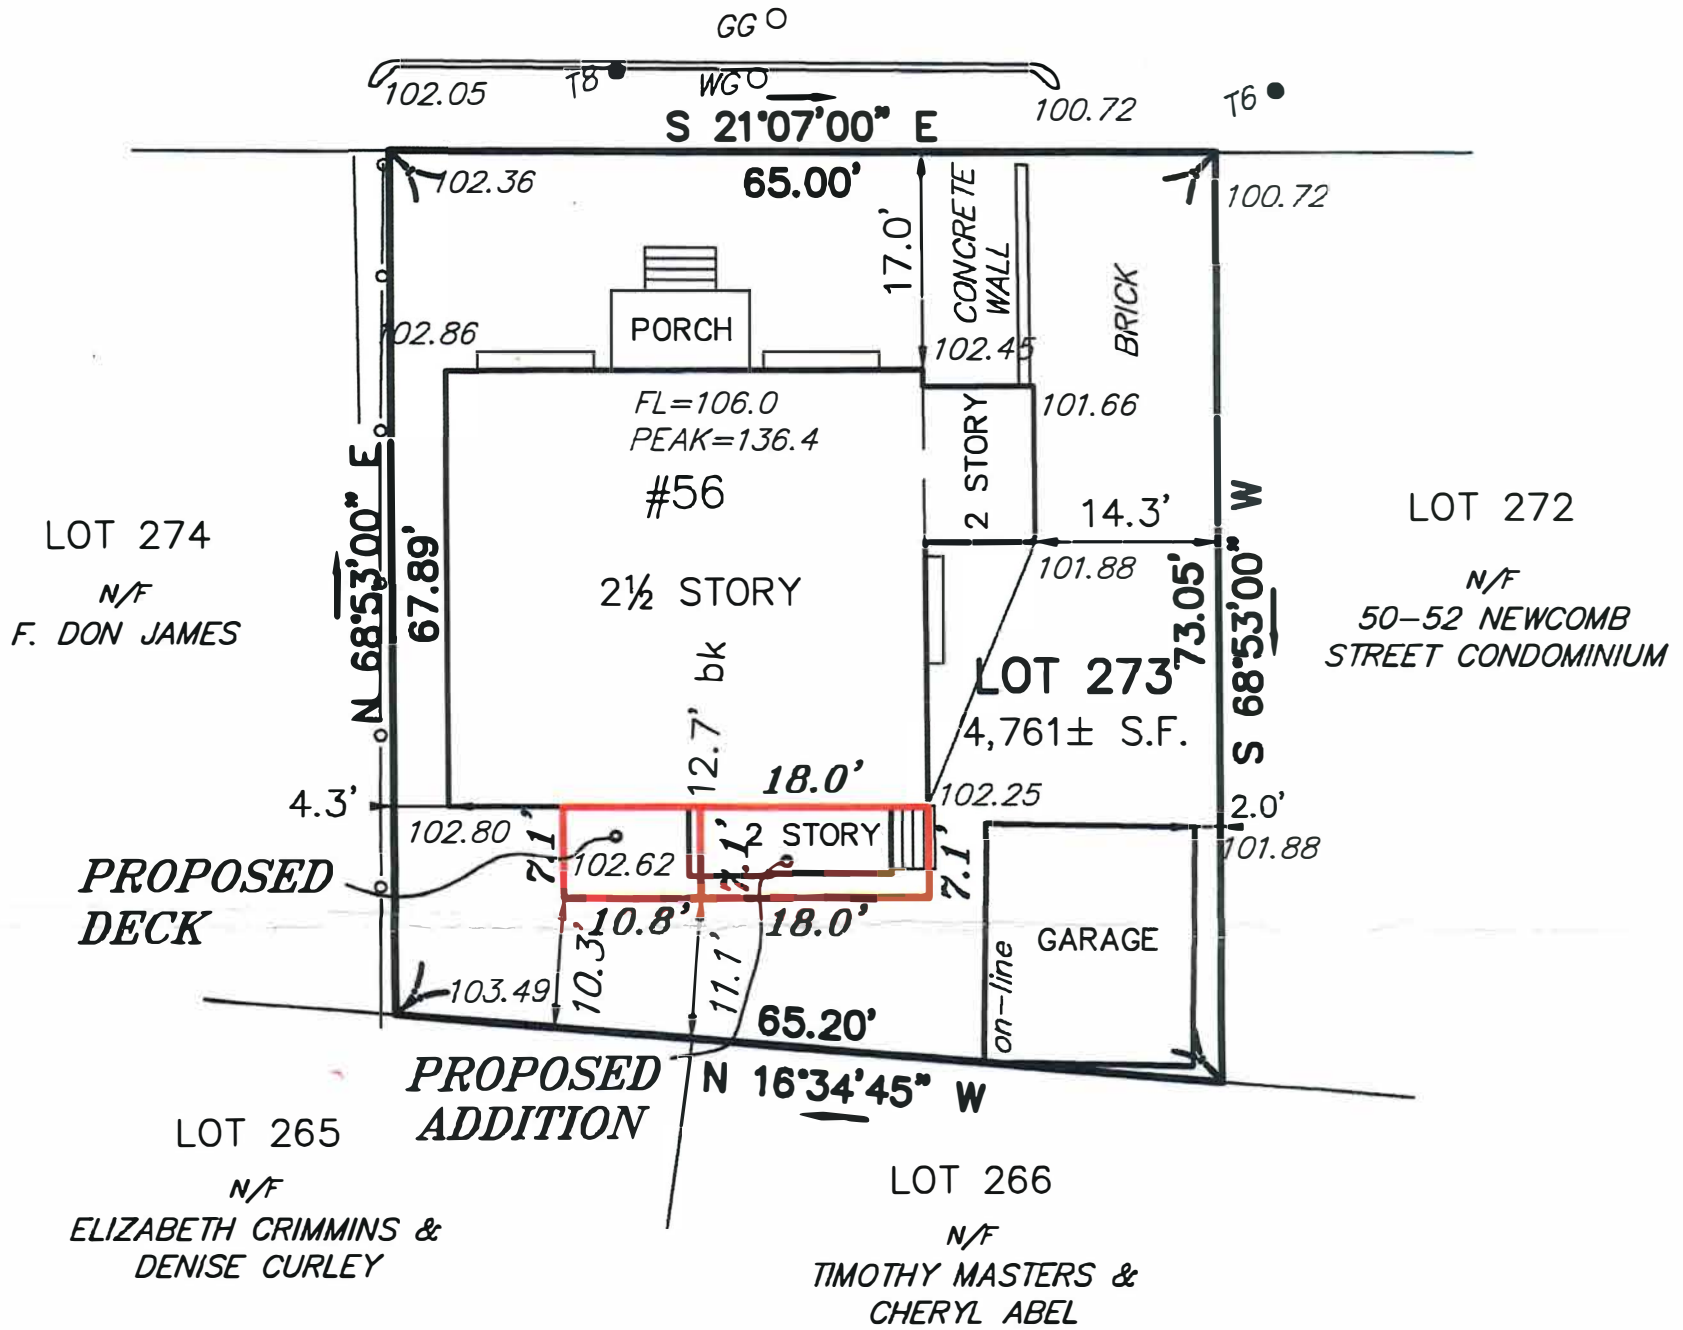 GG
102.05
T8
WG
100.72
T6
S 21°07'00" E
65.00'
102.36
100.72
17.0'
CONCRETE
WALL
BRICK
PORCH
102.86
102.45
FL=106.0
PEAK=136.4
#56
2 STORY
101.66
2½ STORY
14.3'
101.88
LOT 274
N/F
F. DON JAMES
N 68°53'00" E
67.89'
73.05'
S 68°53'00" W
LOT 272
N/F
50-52 NEWCOMB
STREET CONDOMINIUM
LOT 273
4,761± S.F.
12.7' bk
18.0'
102.25
4.3'
2.0'
102.80
7.1'
102.62
7.1'
2 STORY
7.1'
101.88
PROPOSED
DECK
10.8'
18.0'
GARAGE
on-line
103.49
10.3'
11.1'
65.20'
PROPOSED
ADDITION
N 16°34'45" W
LOT 265
N/F
ELIZABETH CRIMMINS &
DENISE CURLEY
LOT 266
N/F
TIMOTHY MASTERS &
CHERYL ABEL